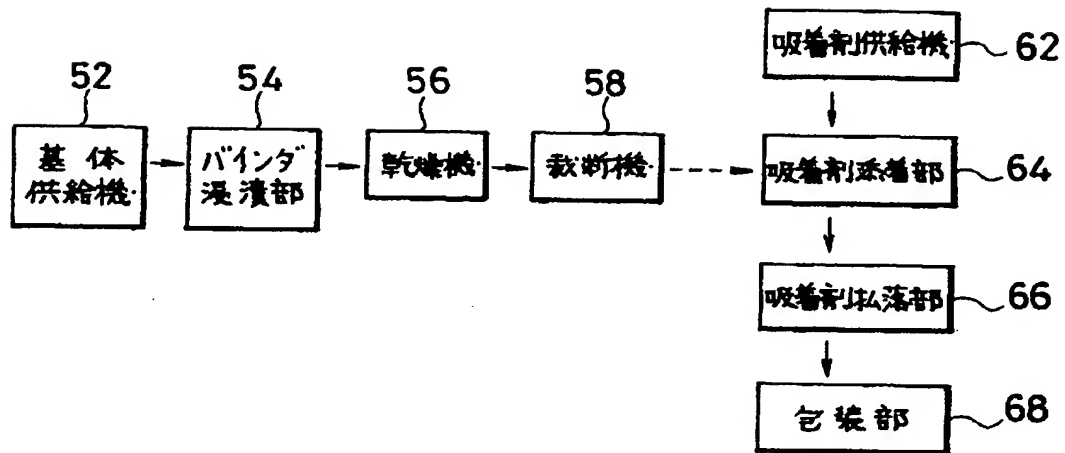 吸着剤供給機
62
52
54
56
58
基体
供給機
バインダ
浸漬部
乾燥機
裁断機
吸着剤添着部
64
吸着剤払落部
66
包装部
68